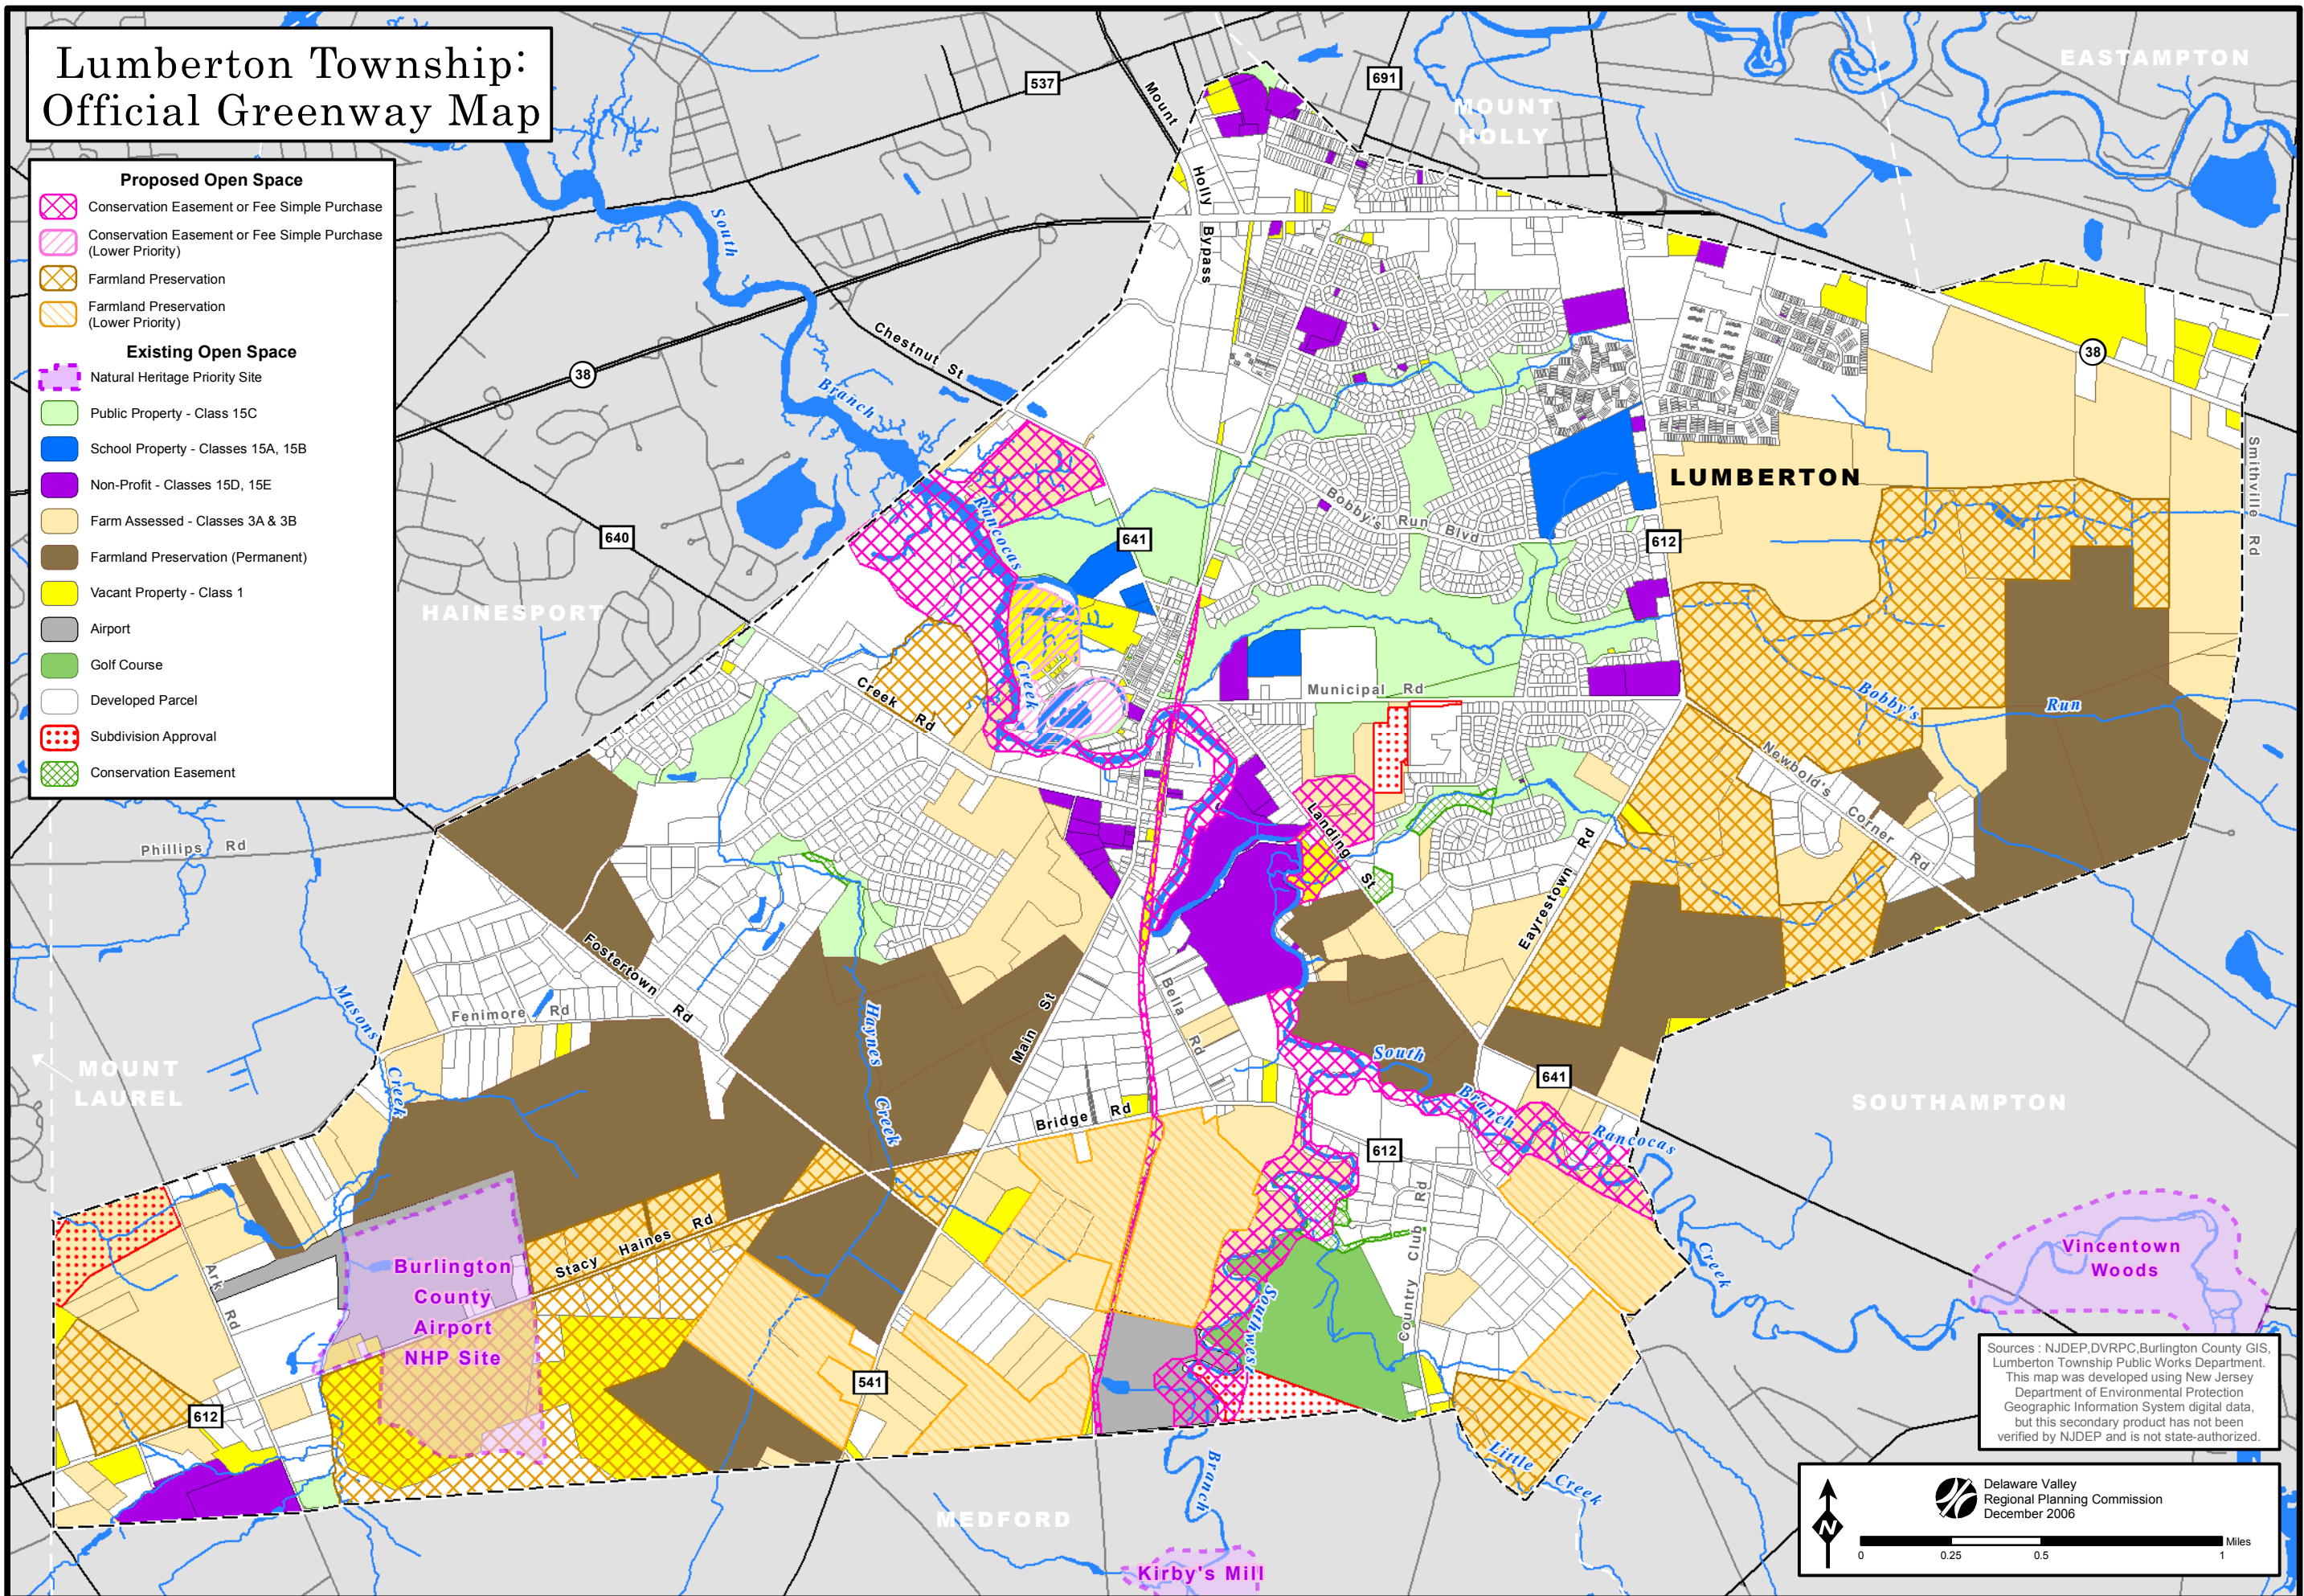 Lumberton Township:
Official Greenway Map
Proposed Open Space
Conservation Easement or Fee Simple Purchase
Conservation Easement or Fee Simple Purchase
(Lower Priority)
Farmland Preservation
Farmland Preservation
(Lower Priority)
Existing Open Space
Natural Heritage Priority Site
Public Property - Class 15C
School Property - Classes 15A, 15B
Non-Profit - Classes 15D, 15E
Farm Assessed - Classes 3A & 3B
Farmland Preservation (Permanent)
Vacant Property - Class 1
Airport
Golf Course
Developed Parcel
Subdivision Approval
Conservation Easement
537
691
Mount Holly Bypass
MOUNT
HOLLY
EASTAMPTON
South Branch Rancocas Creek
38
38
Chestnut St
640
641
612
HAINESPORT
LUMBERTON
Smithville Rd
Bobby's Run Blvd
Municipal Rd
Creek Rd
Bobby's Run
Newbold's Corner Rd
Landing St
Eayrestown Rd
Phillips Rd
Fostertown Rd
Fenimore Rd
Masons Creek
Haynes Creek
Main St
Bella Rd
Bridge Rd
MOUNT
LAUREL
South Branch Rancocas Creek
641
612
SOUTHAMPTON
Country Club Rd
Stacy Haines Rd
Ark Rd
Burlington
County
Airport
NHP Site
612
541
Southwest Branch
Little Creek
Vincentown
Woods
MEDFORD
Kirby's Mill
Sources : NJDEP,DVRPC,Burlington County GIS,
Lumberton Township Public Works Department.
This map was developed using New Jersey
Department of Environmental Protection
Geographic Information System digital data,
but this secondary product has not been
verified by NJDEP and is not state-authorized.
N
Delaware Valley
Regional Planning Commission
December 2006
Miles
0 0.25 0.5 1